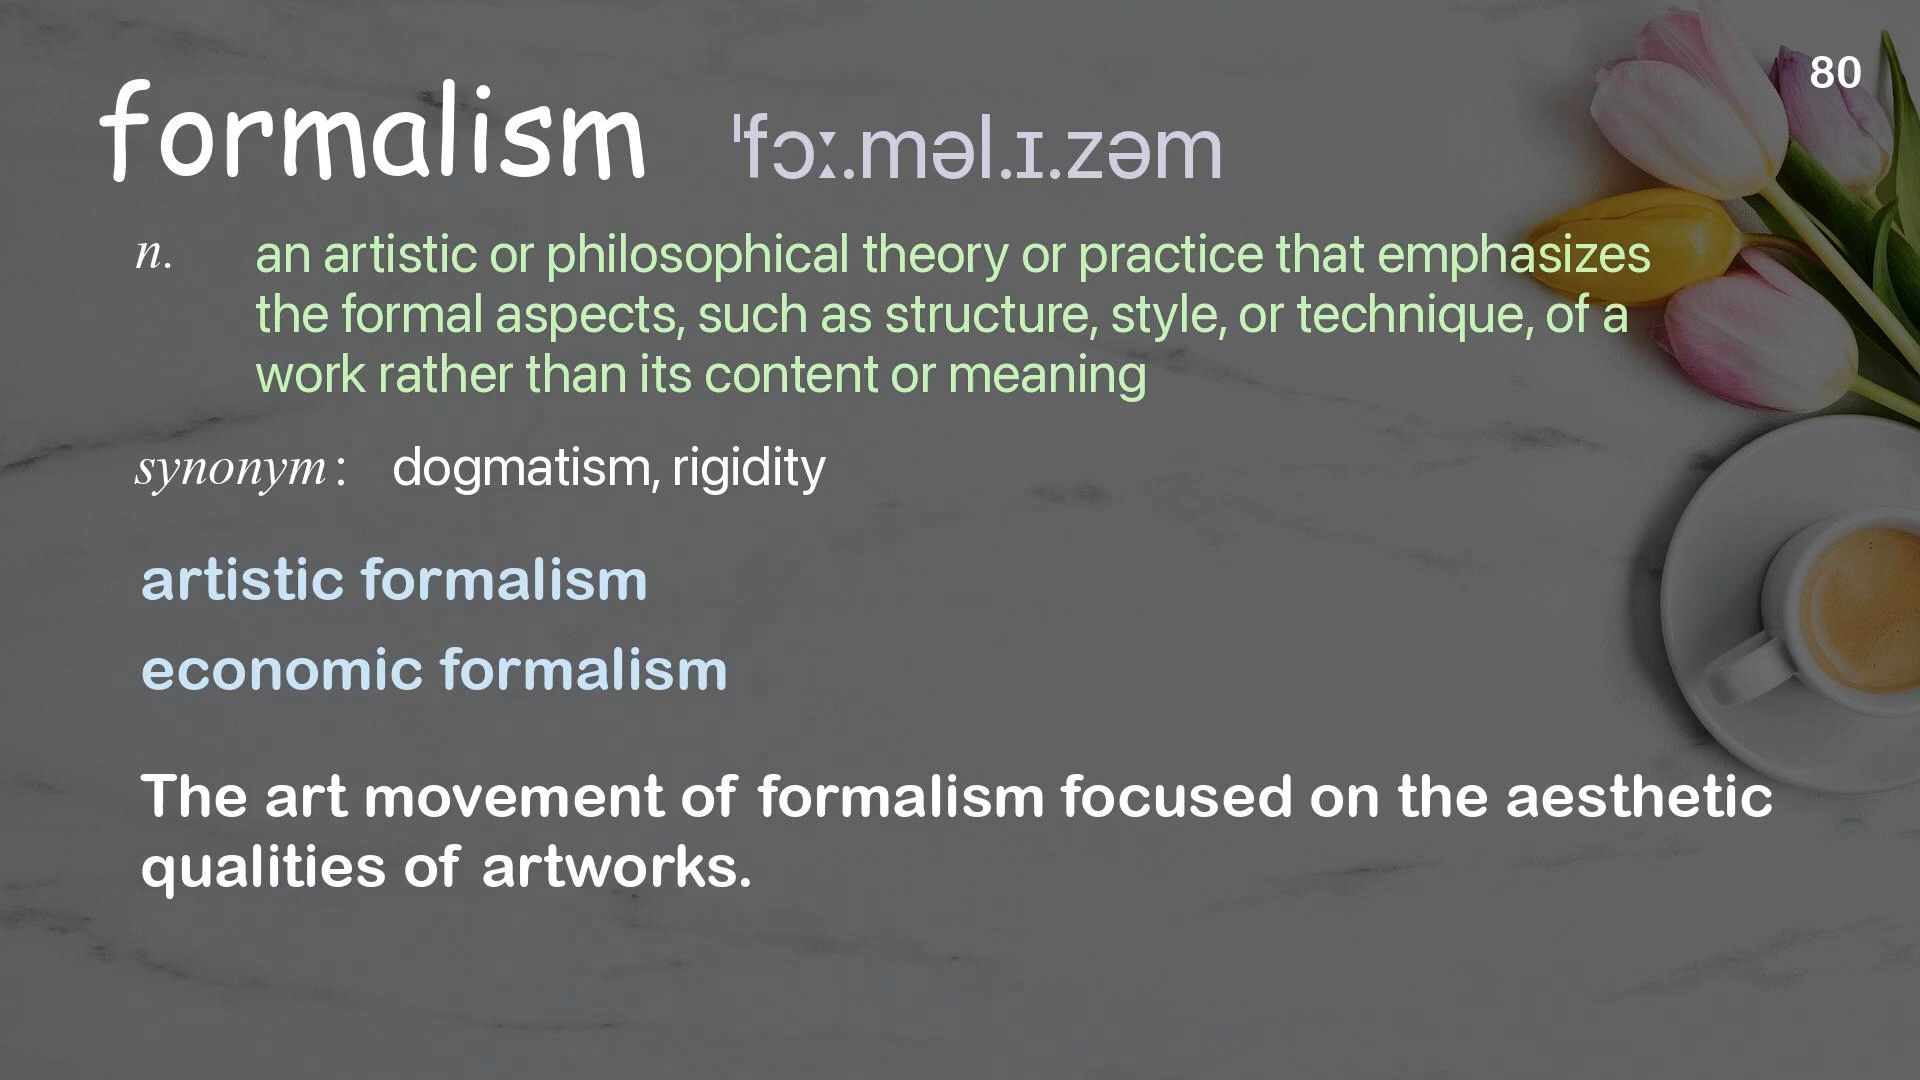 80
formalism ˈfɔː.məl.ɪ.zəm
n. an artistic or philosophical theory or practice that emphasizes
the formal aspects, such as structure, style, or technique, of a
work rather than its content or meaning
synonym: dogmatism, rigidity
artistic formalism
economic formalism
The art movement of formalism focused on the aesthetic
qualities of artworks.